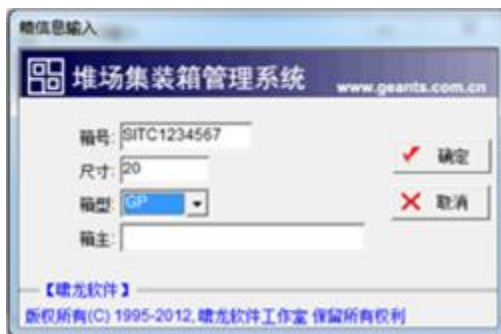 箱信息输入
堆场集装箱管理系统
www.geants.com.cn
箱号: SITC1234567
尺寸: 20
确定
箱型: GP
取消
箱主:
【啸龙软件】
版权所有(C) 1995-2012, 啸龙软件工作室 保留所有权利